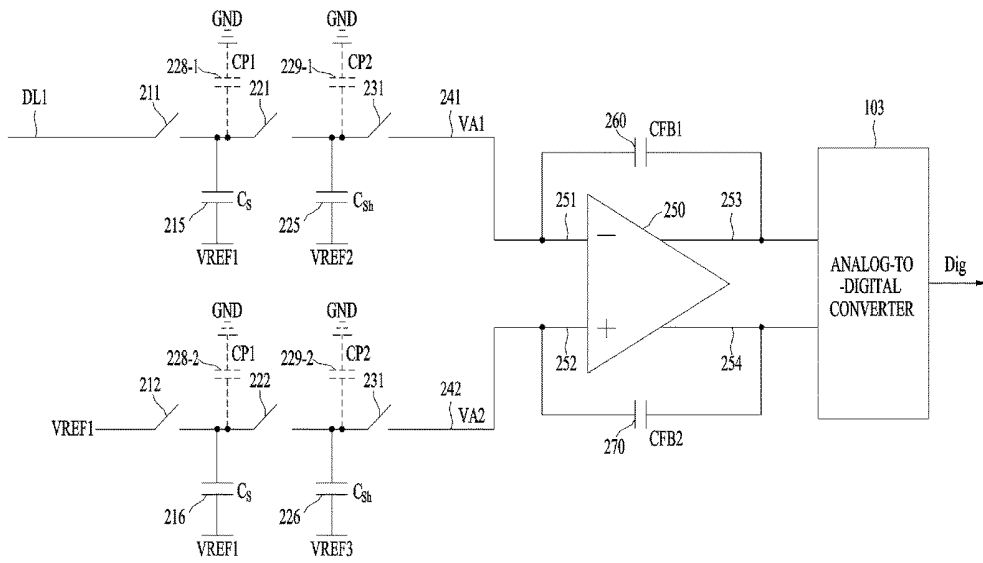 GND
GND
228-1
CP1
229-1
CP2
DL1
211
221
231
241
VA1
260
CFB1
103
215
CS
225
CSh
251
250
253
VREF1
VREF2
−
ANALOG-TO
-DIGITAL
CONVERTER
Dig
GND
GND
+
228-2
CP1
229-2
CP2
252
254
212
222
231
242
VA2
VREF1
270
CFB2
216
CS
226
CSh
VREF1
VREF3